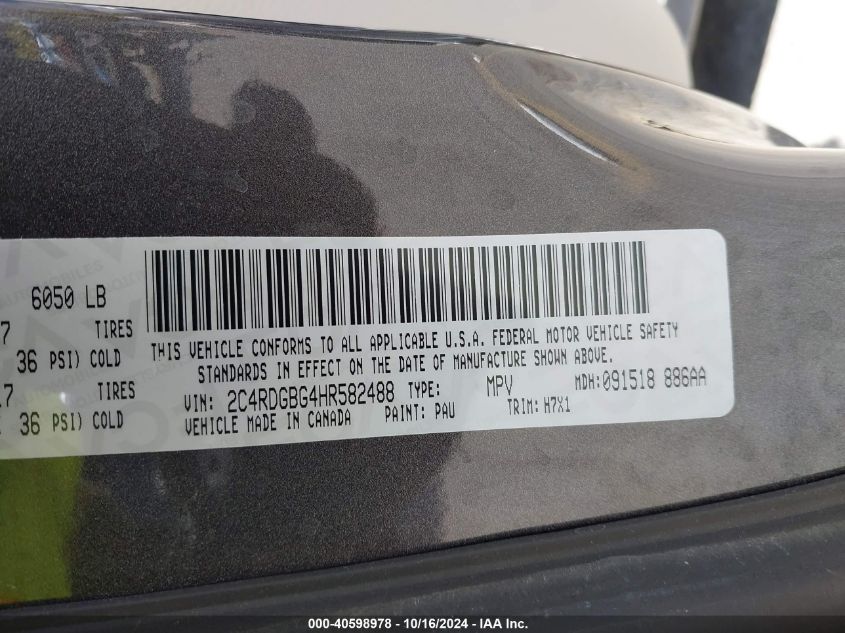 6050 LB
7 TIRES
36 PSI) COLD
17 TIRES
36 PSI) COLD
THIS VEHICLE CONFORMS TO ALL APPLICABLE U.S.A. FEDERAL MOTOR VEHICLE SAFETY
STANDARDS IN EFFECT ON THE DATE OF MANUFACTURE SHOWN ABOVE.
VIN: 2C4RDGBG4HR582488 TYPE: MPV MDH: 091518 886AA
VEHICLE MADE IN CANADA PAINT: PAU TRIM: H7X1
000-40598978 - 10/16/2024 - IAA Inc.